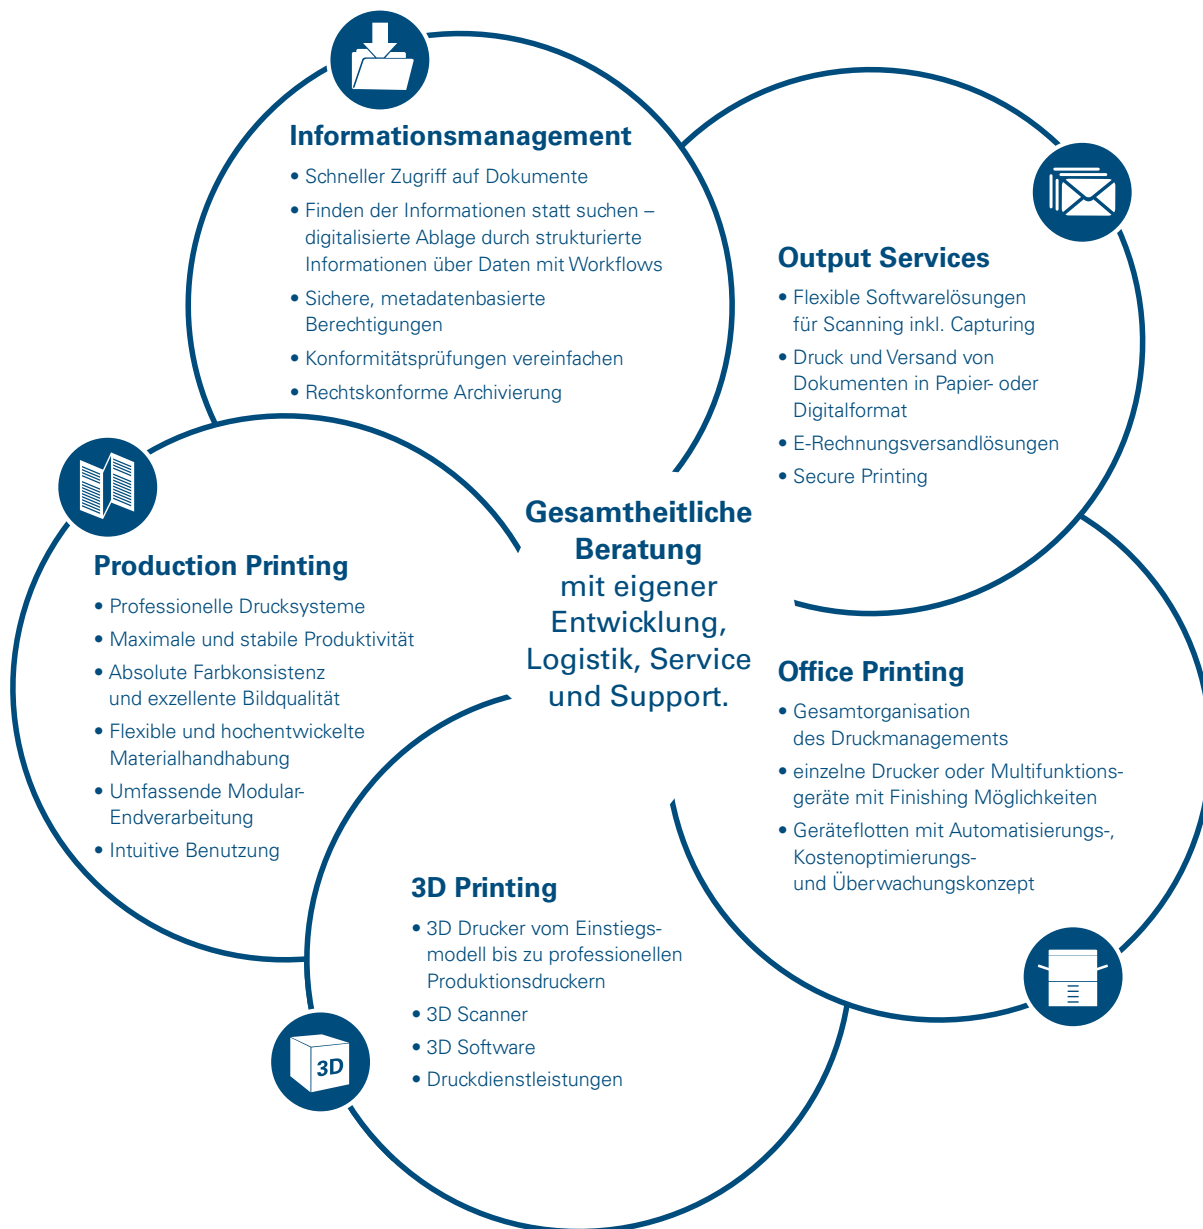 Informationsmanagement
• Schneller Zugriff auf Dokumente
• Finden der Informationen statt suchen –
digitalisierte Ablage durch strukturierte
Informationen über Daten mit Workflows
• Sichere, metadatenbasierte
Berechtigungen
• Konformitätsprüfungen vereinfachen
• Rechtskonforme Archivierung
Output Services
• Flexible Softwarelösungen
für Scanning inkl. Capturing
• Druck und Versand von
Dokumenten in Papier- oder
Digitalformat
• E-Rechnungsversandlösungen
• Secure Printing
Gesamtheitliche
Beratung
mit eigener
Entwicklung,
Logistik, Service
und Support.
Production Printing
• Professionelle Drucksysteme
• Maximale und stabile Produktivität
• Absolute Farbkonsistenz
und exzellente Bildqualität
• Flexible und hochentwickelte
Materialhandhabung
• Umfassende Modular-
Endverarbeitung
• Intuitive Benutzung
Office Printing
• Gesamtorganisation
des Druckmanagements
• einzelne Drucker oder Multifunktions-
geräte mit Finishing Möglichkeiten
• Geräteflotten mit Automatisierungs-,
Kostenoptimierungs-
und Überwachungskonzept
3D Printing
• 3D Drucker vom Einstiegs-
modell bis zu professionellen
Produktionsdruckern
• 3D Scanner
• 3D Software
• Druckdienstleistungen
3D